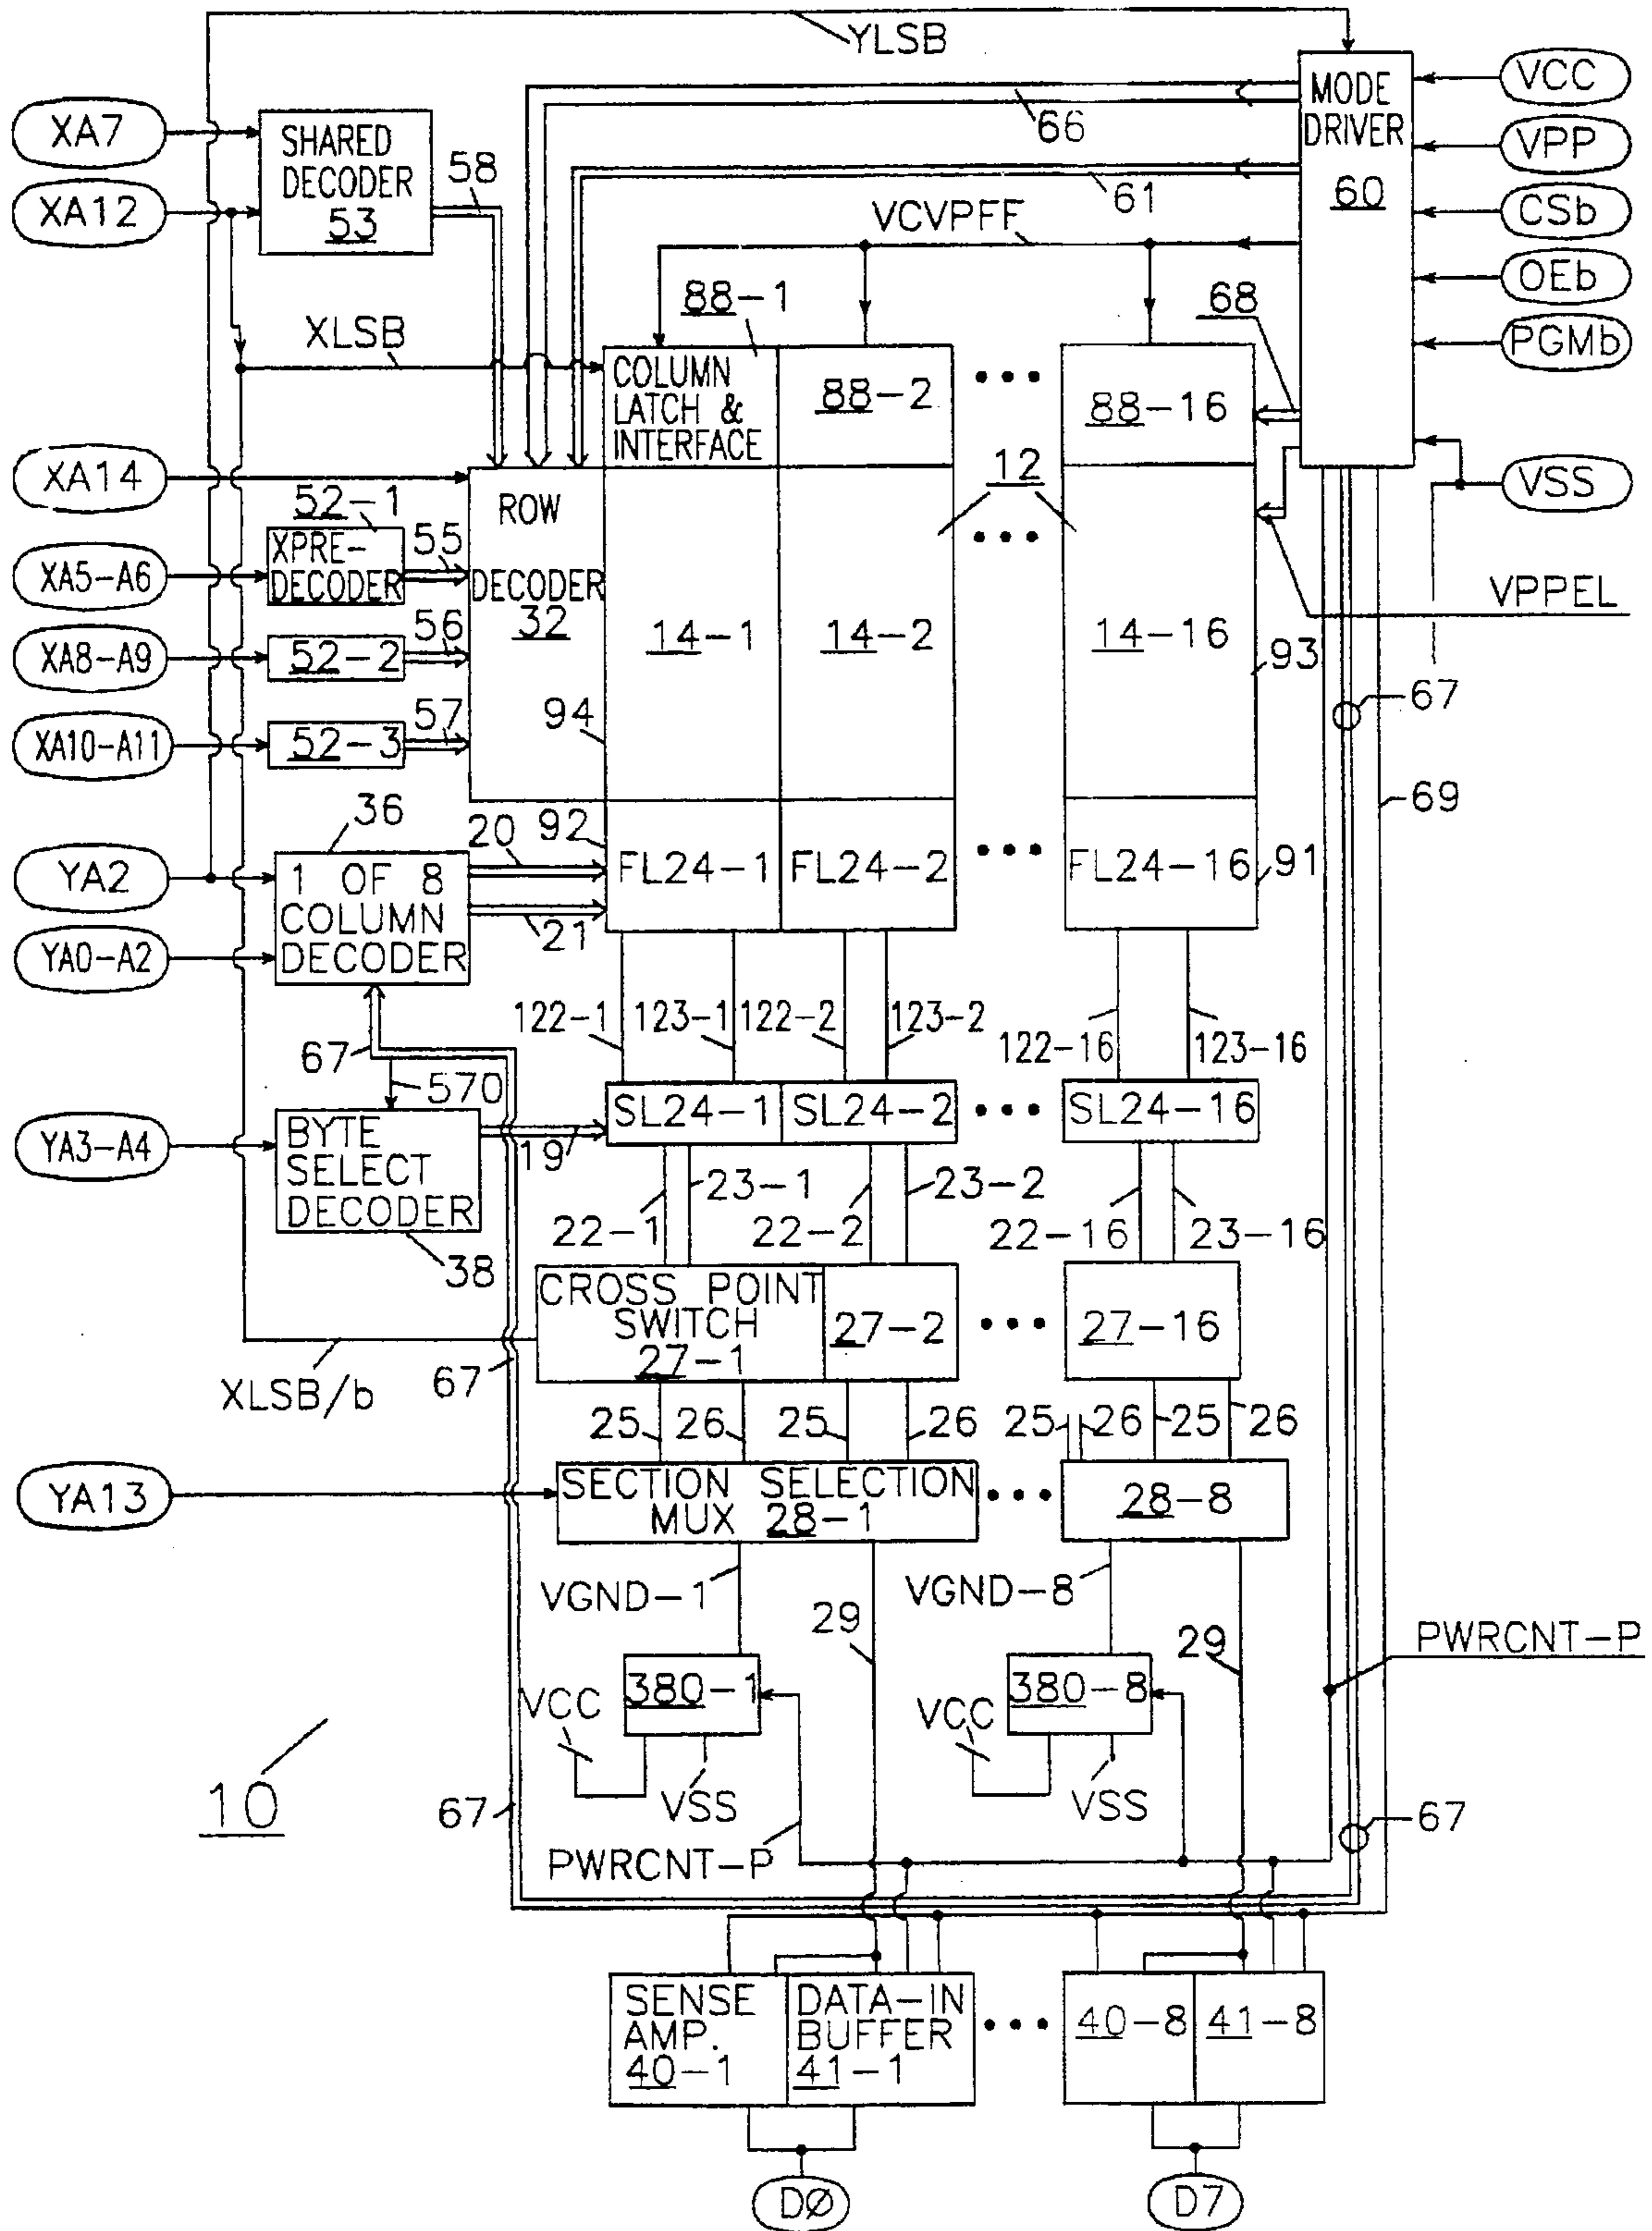 YLSB
XA7
SHARED
DECODER
53
58
66
MODE
DRIVER
60
VCC
VPP
XA12
61
CSb
VCVPFF
OEb
88-1
68
XLSB
PGMb
COLUMN
LATCH &
INTERFACE
88-2
•••
88-16
XA14
ROW
DECODER
32
12
•••
VSS
52-1
XPRE-
DECODER
55
XA5-A6
VPPEL
56
14-1
14-2
14-16
XA8-A9
52-2
93
57
94
67
XA10-A11
52-3
36
20
92
69
YA2
1 OF 8
COLUMN
DECODER
FL24-1
FL24-2
•••
FL24-16
91
21
YA0-A2
122-1
123-1
122-2
123-2
122-16
123-16
67
570
SL24-1
SL24-2
•••
SL24-16
YA3-A4
BYTE
SELECT
DECODER
19
23-1
23-2
22-1
22-2
22-16
23-16
38
CROSS POINT
SWITCH
27-1
27-2
•••
27-16
XLSB/b
67
25
26
25
26
25
26
25
26
YA13
SECTION SELECTION
MUX 28-1
•••
28-8
VGND-1
VGND-8
29
29
PWRCNT-P
380-1
380-8
VCC
VCC
10
VSS
VSS
67
67
PWRCNT-P
SENSE
AMP.
40-1
DATA-IN
BUFFER
41-1
•••
40-8
41-8
DØ
D7